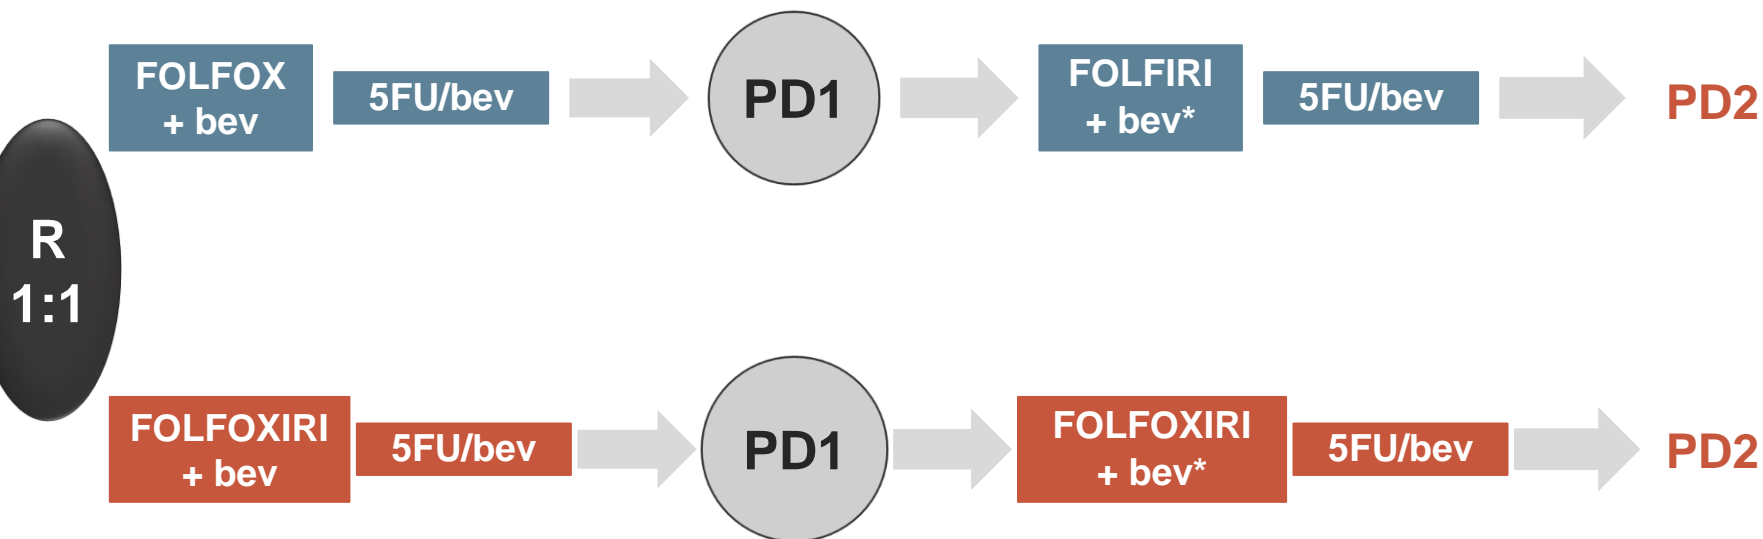 FOLFOX
+ bev
5FU/bev
PD1
FOLFIRI
+ bev*
5FU/bev
PD2
R
1:1
FOLFOXIRI
+ bev
5FU/bev
PD1
FOLFOXIRI
+ bev*
5FU/bev
PD2